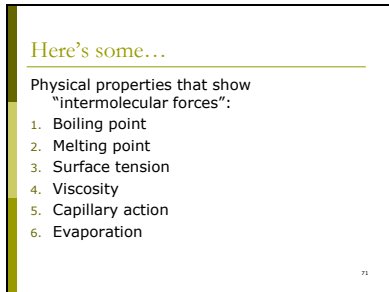 Here's some…
Physical properties that show
“intermolecular forces”:
1. Boiling point
2. Melting point
3. Surface tension
4. Viscosity
5. Capillary action
6. Evaporation
71